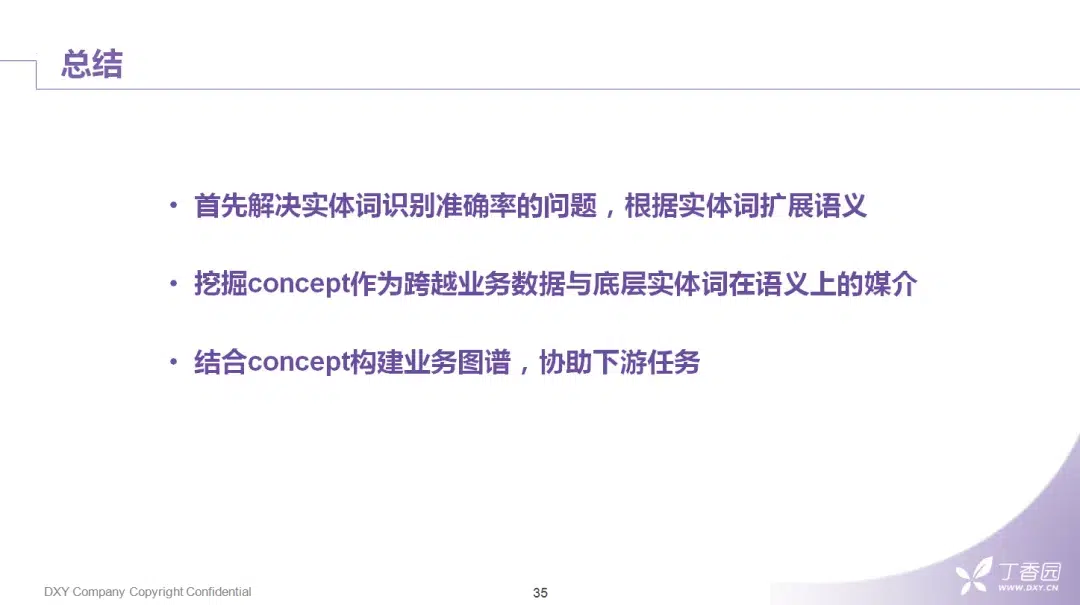 总结
• 首先解决实体词识别准确率的问题，根据实体词扩展语义
• 挖掘concept作为跨越业务数据与底层实体词在语义上的媒介
• 结合concept构建业务图谱，协助下游任务
丁香园
WWW.DXY.CN
DXY Company Copyright Confidential
35